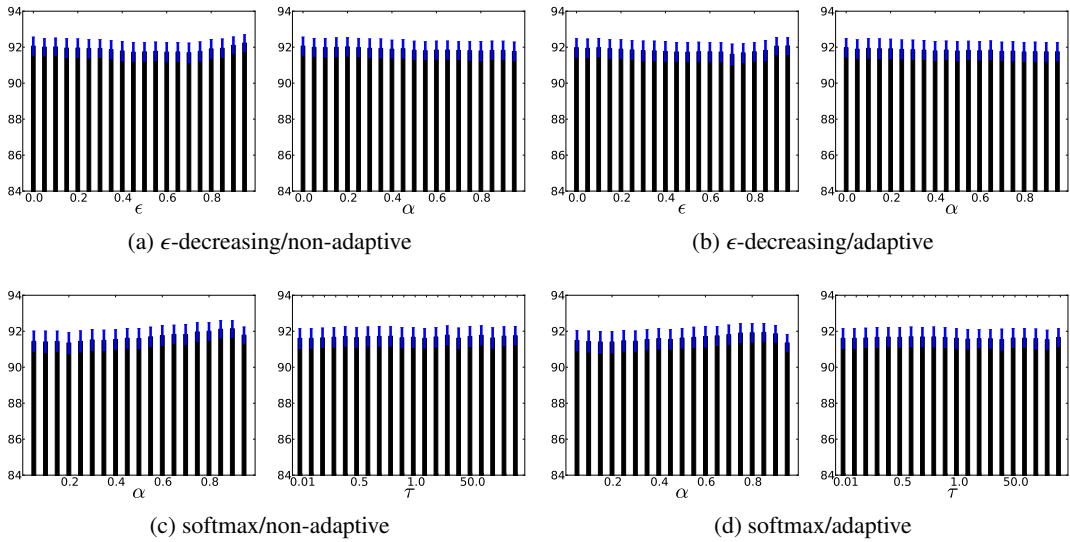 94
92
90
88
86
84
0.0 0.2 0.4 0.6 0.8
ϵ
94
92
90
88
86
84
0.0 0.2 0.4 0.6 0.8
α
94
92
90
88
86
84
0.0 0.2 0.4 0.6 0.8
ϵ
94
92
90
88
86
84
0.0 0.2 0.4 0.6 0.8
α
(a) ϵ-decreasing/non-adaptive
(b) ϵ-decreasing/adaptive
94
92
90
88
86
84
0.2 0.4 0.6 0.8
α
94
92
90
88
86
84
0.01 0.5 1.0 50.0
τ
94
92
90
88
86
84
0.2 0.4 0.6 0.8
α
94
92
90
88
86
84
0.01 0.5 1.0 50.0
τ
(c) softmax/non-adaptive
(d) softmax/adaptive